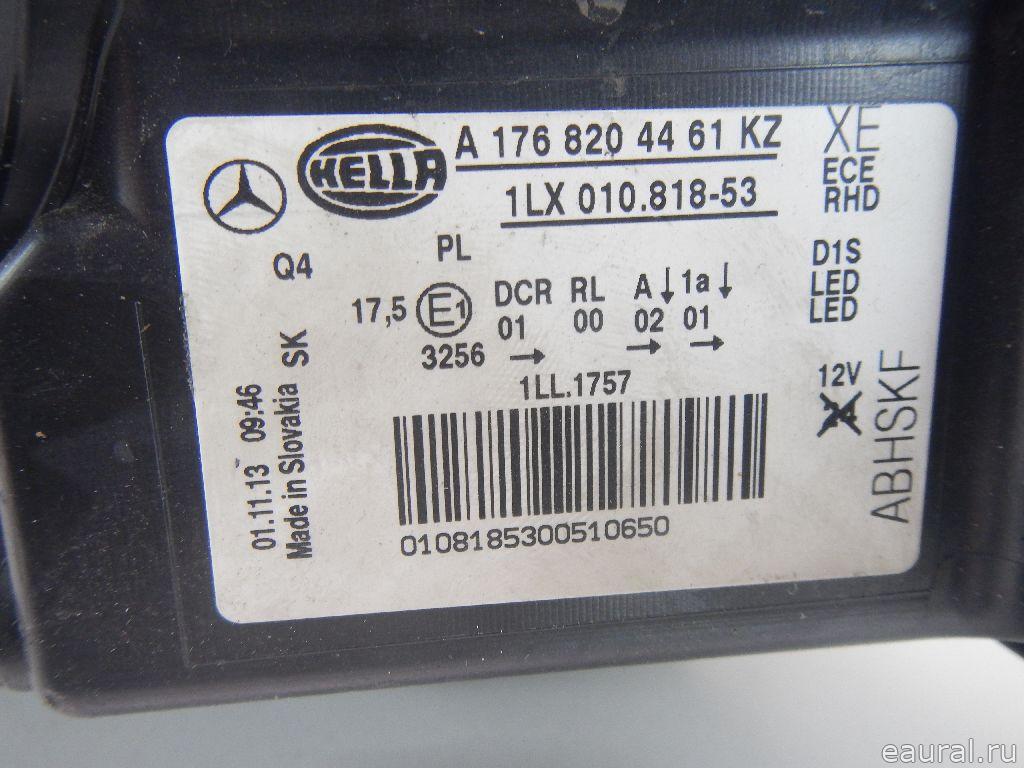 HELLA
A 176 820 44 61 KZ
1LX 010.818-53
XE
ECE
RHD
Q4
PL
17,5 E1 DCR RL A 1a
01 00 02 01
3256
1LL.1757
D1S
LED
LED
12V
ABHSKF
01.11.13 09:46
Made in Slovakia SK
0108185300510650
eaural.ru